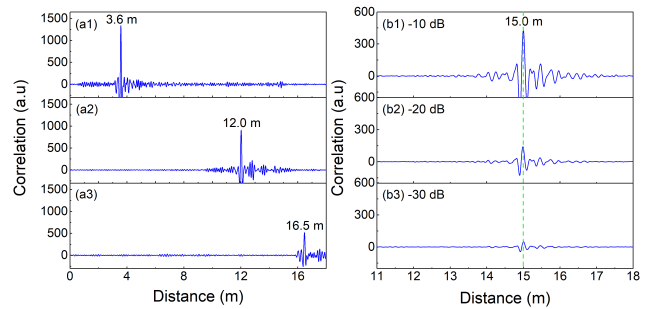 1500
1000
500
0
(a1)
3.6 m
1500
1000
500
0
(a2)
12.0 m
1500
1000
500
0
(a3)
16.5 m
0 4 8 12 16
Distance (m)
Correlation (a.u)
600
300
0
(b1) -10 dB
15.0 m
600
300
0
(b2) -20 dB
600
300
0
(b3) -30 dB
11 12 13 14 15 16 17 18
Distance (m)
Correlation (a.u)